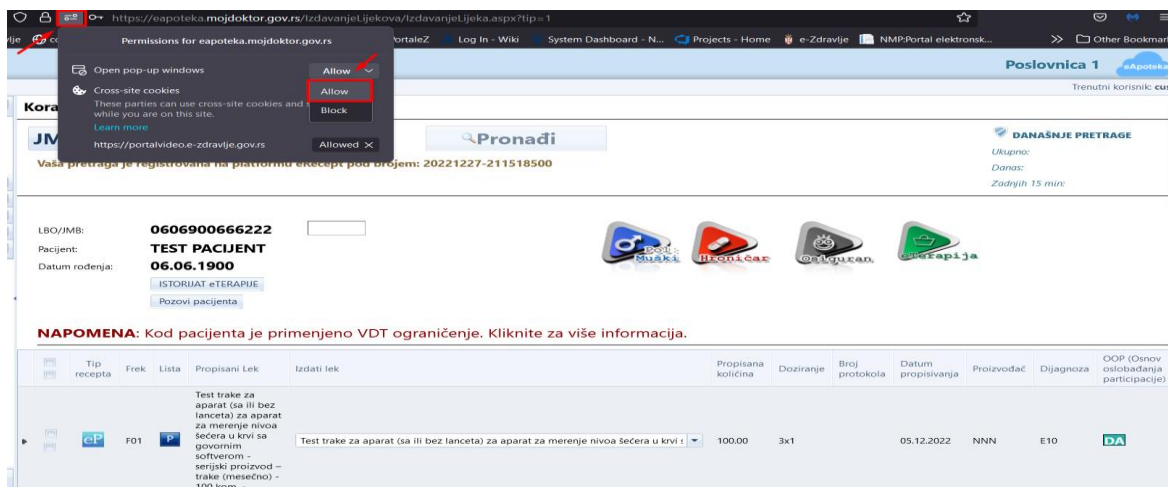 https://eapoteka.mojdoktor.gov.rs/IzdavanjeLijekova/IzdavanjeLijeka.aspx?tip=1
Permissions for eapoteka.mojdoktor.gov.rs
Log In - Wiki
System Dashboard - N...
Projects - Home
e-Zdravlje
NMP:Portal elektronsk...
Other Bookmar
Open pop-up windows
Allow
Poslovnica 1
eApoteka
Cross-site cookies
Allow
Trenutni korisnik: cus
These parties can use cross-site cookies and
while you are on this site.
Block
Kora
Learn more
https://portalvideo.e-zdravlje.gov.rs
Allowed
JM
Pronađi
DANAŠNJE PRETRAGE
Ukupno:
Vaša pretraga je registrovana na platformu eRecept pod brojem: 20221227-211518500
Danas:
Zadnjih 15 min:
LBO/JMB:
0606900666222
Pacijent:
TEST PACIJENT
Pol:
Muški
Hroničar
Osiguran
eTerapija
Datum rođenja:
06.06.1900
ISTORIJAT eTERAPIJE
Pozovi pacijenta
NAPOMENA: Kod pacijenta je primenjeno VDT ograničenje. Kliknite za više informacija.
Tip recepta
Frek
Lista
Propisani Lek
Izdati lek
Propisana količina
Doziranje
Broj protokola
Datum propisivanja
Proizvođač
Dijagnoza
OOP (Osnov oslobađanja participacije)
eP
F01
P
Test trake za
aparat (sa ili bez
lanceta) za aparat
za merenje nivoa
šećera u krvi sa
govornim
softverom -
serijski proizvod –
trake (mesečno) -
100 kom -
Test trake za aparat (sa ili bez lanceta) za aparat za merenje nivoa šećera u krvi
100.00
3x1
05.12.2022
NNN
E10
DA